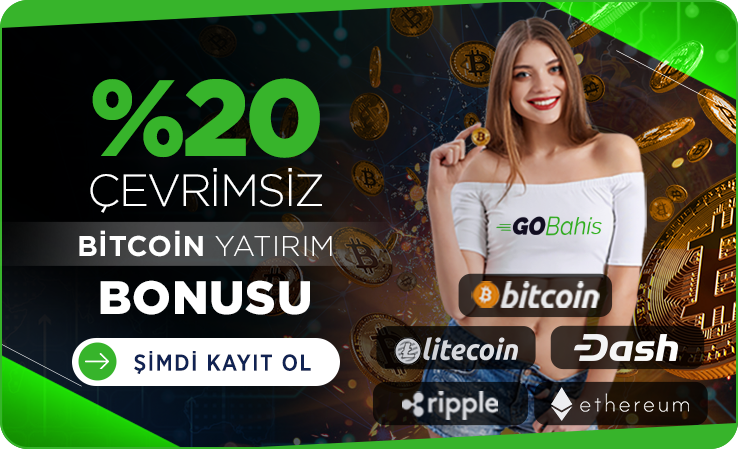 %20
ÇEVRİMSİZ
BİTCOİN YATIRIM
BONUSU
ŞİMDİ KAYIT OL
GOBahis
bitcoin
litecoin
Dash
ripple
ethereum